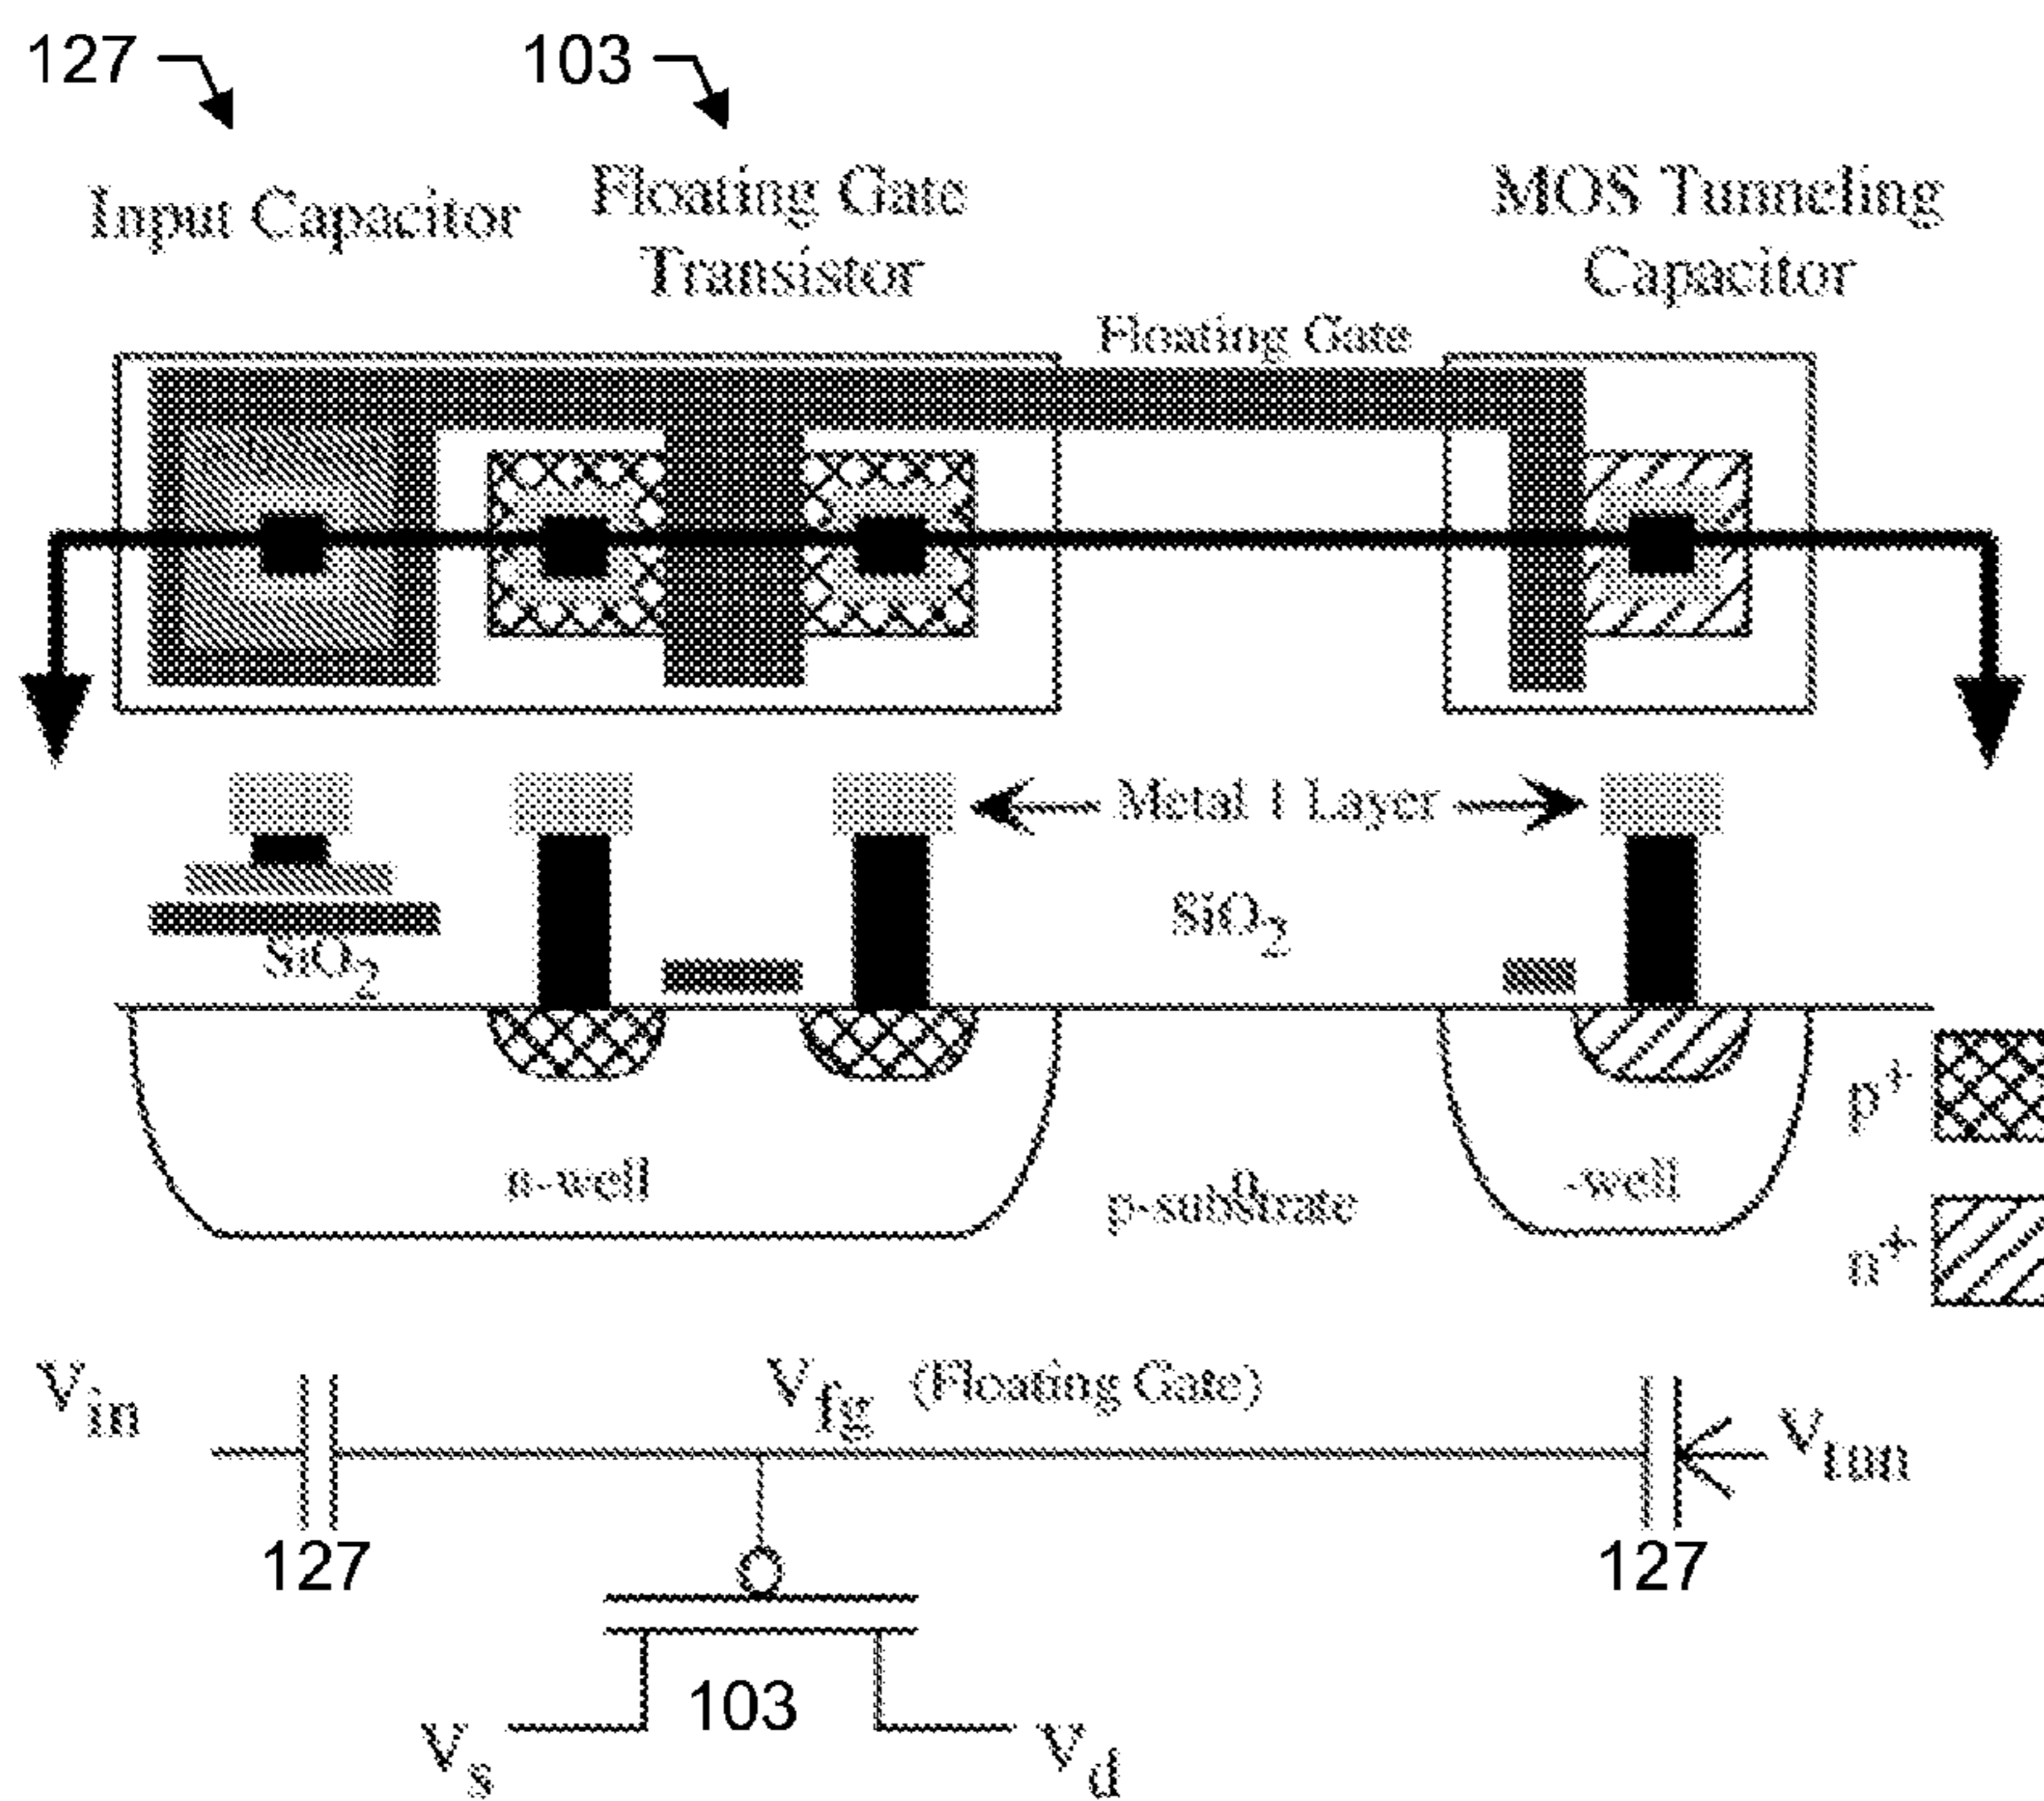 127
103
Input Capacitor
Floating Gate
Transistor
MOS Tunneling
Capacitor
Floating Gate
Metal 1 Layer
SiO2
SiO2
p+
n-well
p-substrate
n
-well
n+
Vin
Vfg (Floating Gate)
Vtun
127
127
103
Vs
Vd